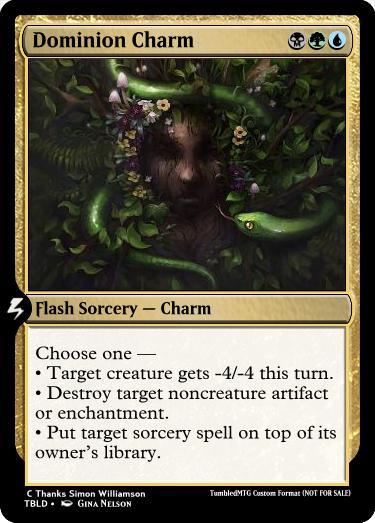 Dominion Charm
Flash Sorcery — Charm
Choose one —
• Target creature gets -4/-4 this turn.
• Destroy target noncreature artifact
or enchantment.
• Put target sorcery spell on top of its
owner's library.
C Thanks Simon Williamson
TBLD • Gina Nelson
TumbledMTG Custom Format (NOT FOR SALE)